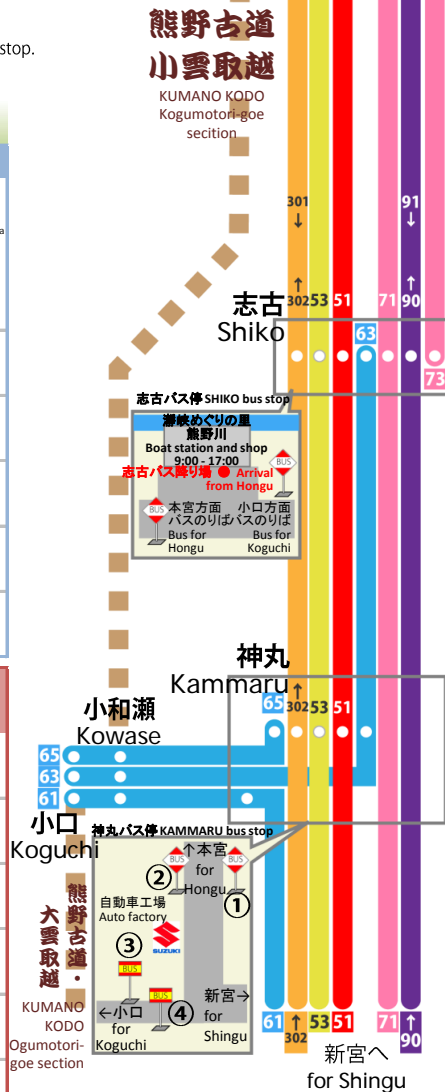 stop.
熊野古道
小雲取越
KUMANO KODO
Kogumotori-goe
secition
a
301
↓
91
↓
↑
302
53
51
71
↑
90
志古
Shiko
63
73
志古バス停 SHIKO bus stop
瀞峡めぐりの里
熊野川
Boat station and shop
9:00 - 17:00
志古バス降り場 Arrival
from Hongu
BUS
BUS
本宮方面
バスのりば
Bus for
Hongu
小口方面
バスのりば
Bus for
Koguchi
神丸
Kammaru
65
↑
302
53
51
小和瀬
Kowase
65
63
61
小口
Koguchi
神丸バス停 KAMMARU bus stop
BUS
BUS
↑本宮
for
Hongu
②
①
自動車工場
Auto factory
SUZUKI
③
BUS
BUS
④
←小口
for
Koguchi
新宮→
for
Shingu
熊野古道・
大雲取越
KUMANO
KODO
Ogumotori-
goe section
61
↑
302
53
51
71
↑
90
新宮へ
for Shingu